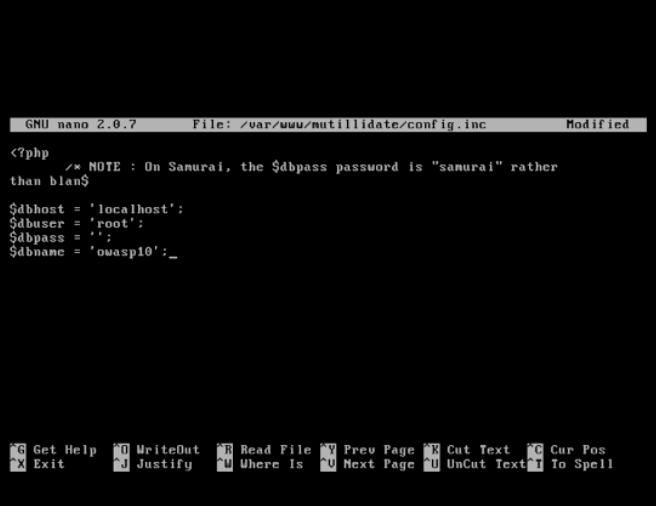 GNU nano 2.0.7 File: /var/www/mutillidate/config.inc Modified
<?php
/* NOTE : On Samurai, the $dbpass password is "samurai" rather
than blan$
$dbhost = 'localhost';
$dbuser = 'root';
$dbpass = '';
$dbname = 'owasp10';_
^G Get Help ^O WriteOut ^R Read File ^Y Prev Page ^K Cut Text ^C Cur Pos
^X Exit ^J Justify ^W Where Is ^V Next Page ^U UnCut Text ^T To Spell